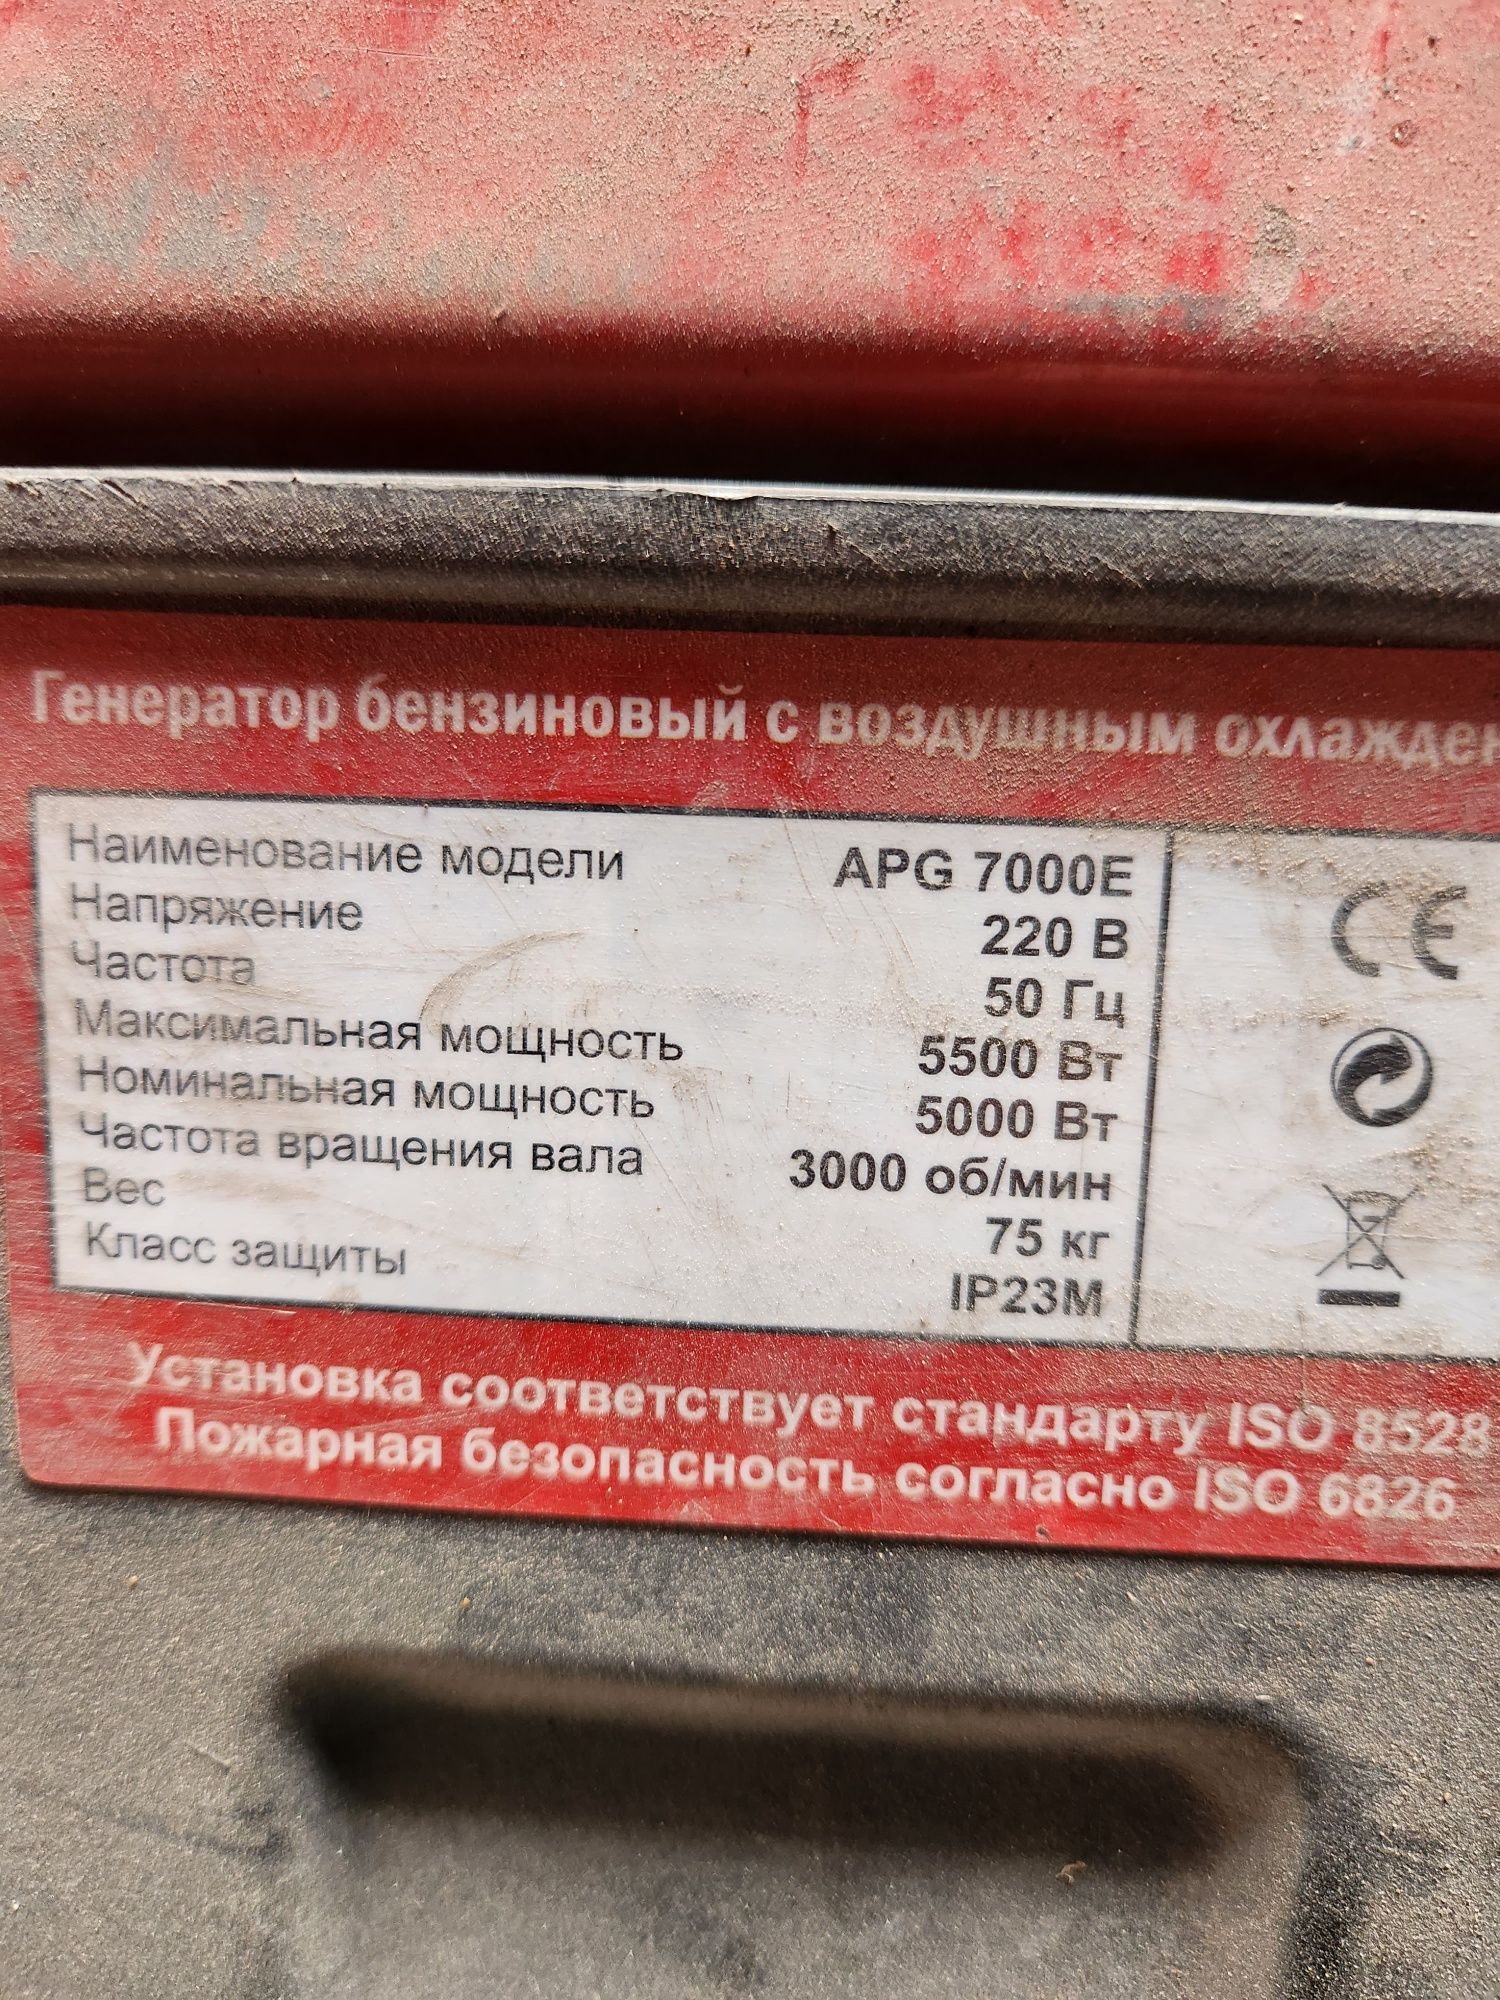 Генератор бензиновый с воздушным охлажден
Наименование модели APG 7000E
Напряжение 220 В
Частота 50 Гц
Максимальная мощность 5500 Вт
Номинальная мощность 5000 Вт
Частота вращения вала 3000 об/мин
Вес 75 кг
Класс защиты IP23M
CE
Установка соответствует стандарту ISO 8528
Пожарная безопасность согласно ISO 6826